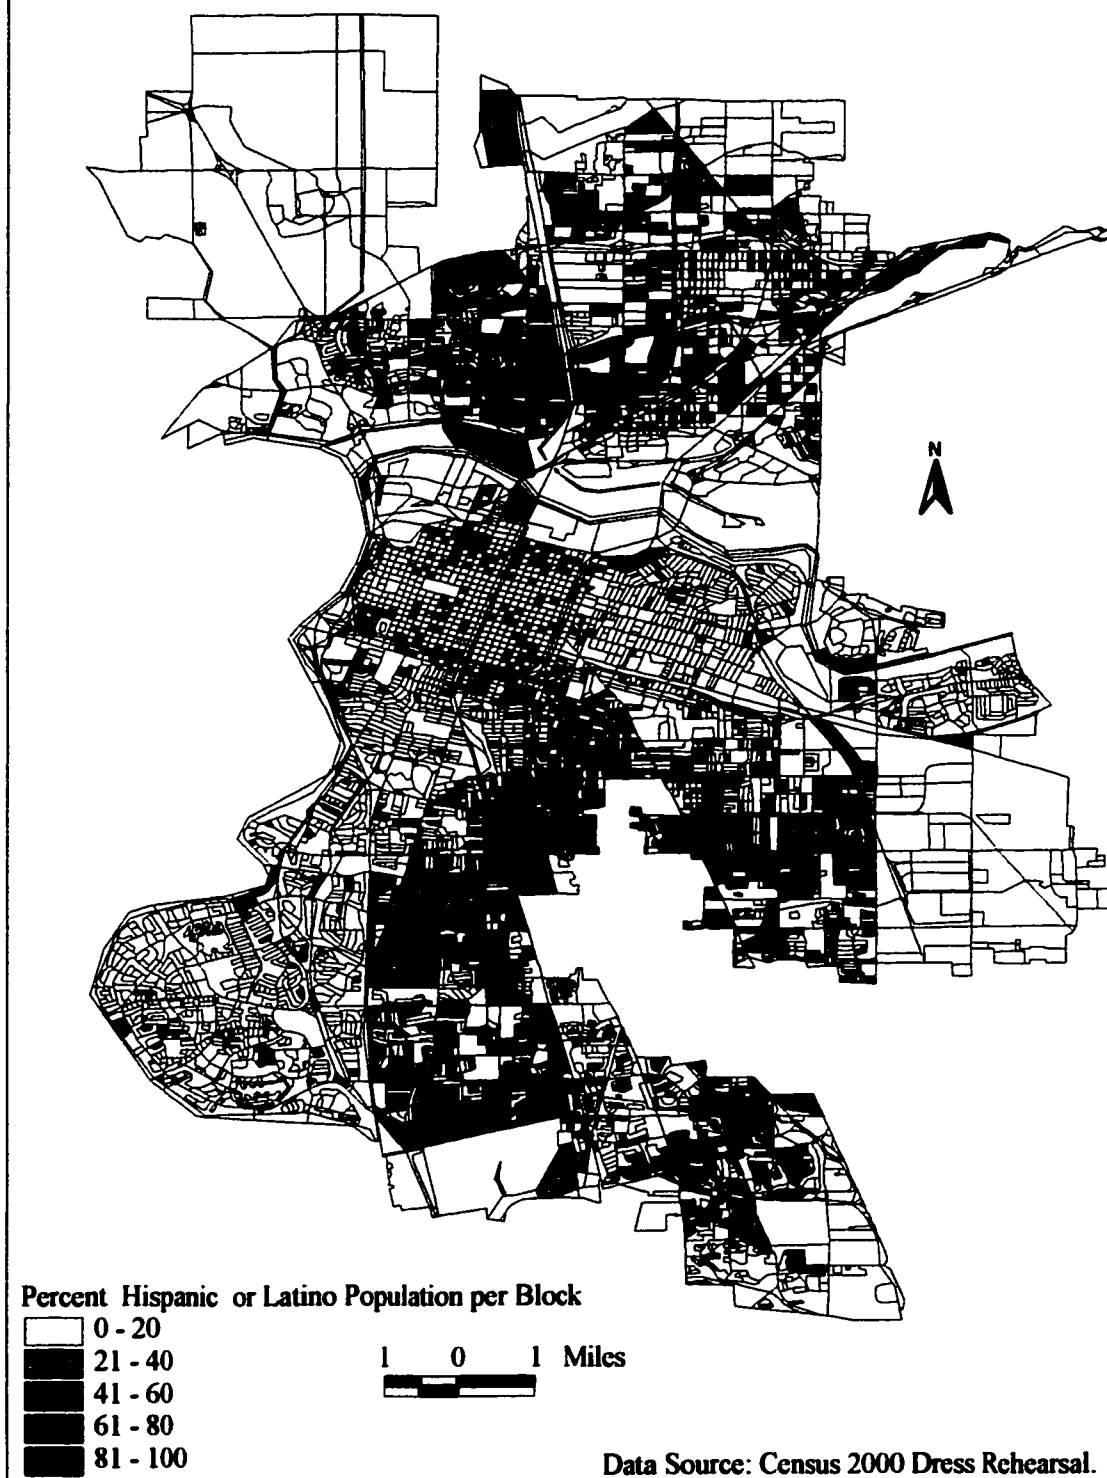 N
Percent Hispanic or Latino Population per Block
0 - 20
21 - 40
41 - 60
61 - 80
81 - 100
1 0 1 Miles
Data Source: Census 2000 Dress Rehearsal.